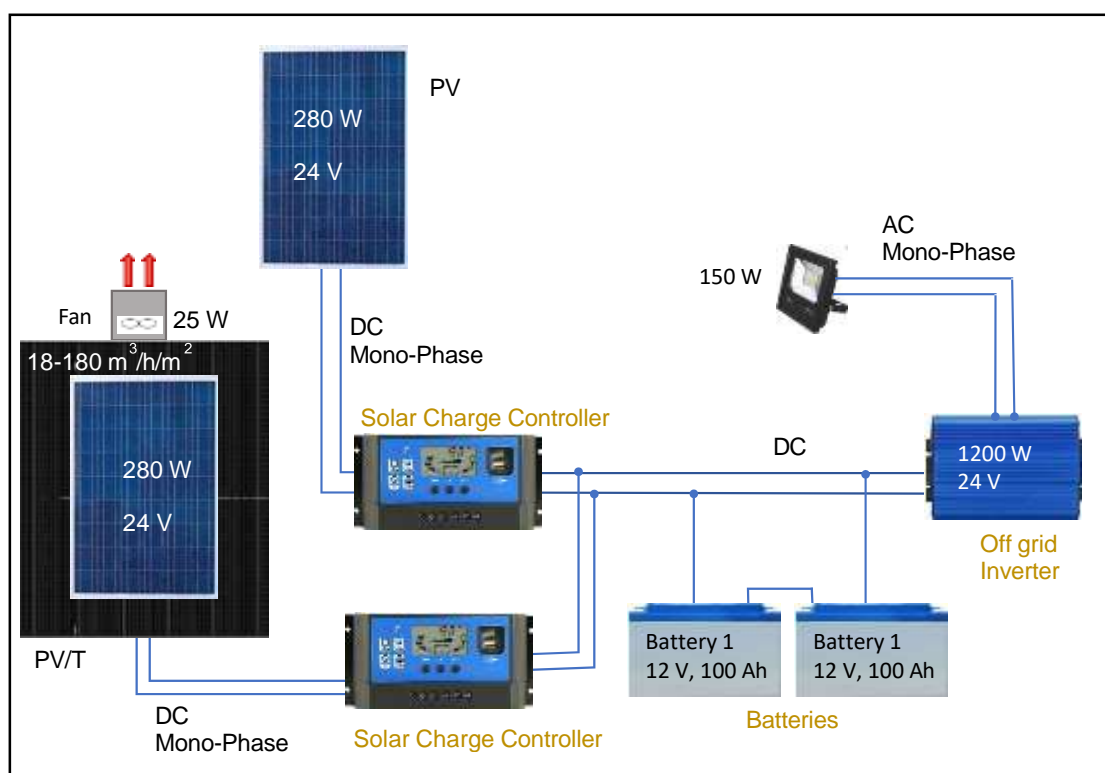 PV
280 W
24 V
AC
Mono-Phase
150 W
Fan
25 W
DC
Mono-Phase
18-180 m3/h/m2
Solar Charge Controller
280 W
24 V
DC
1200 W
24 V
Off grid
Inverter
Battery 1
12 V, 100 Ah
Battery 1
12 V, 100 Ah
PV/T
DC
Mono-Phase
Solar Charge Controller
Batteries